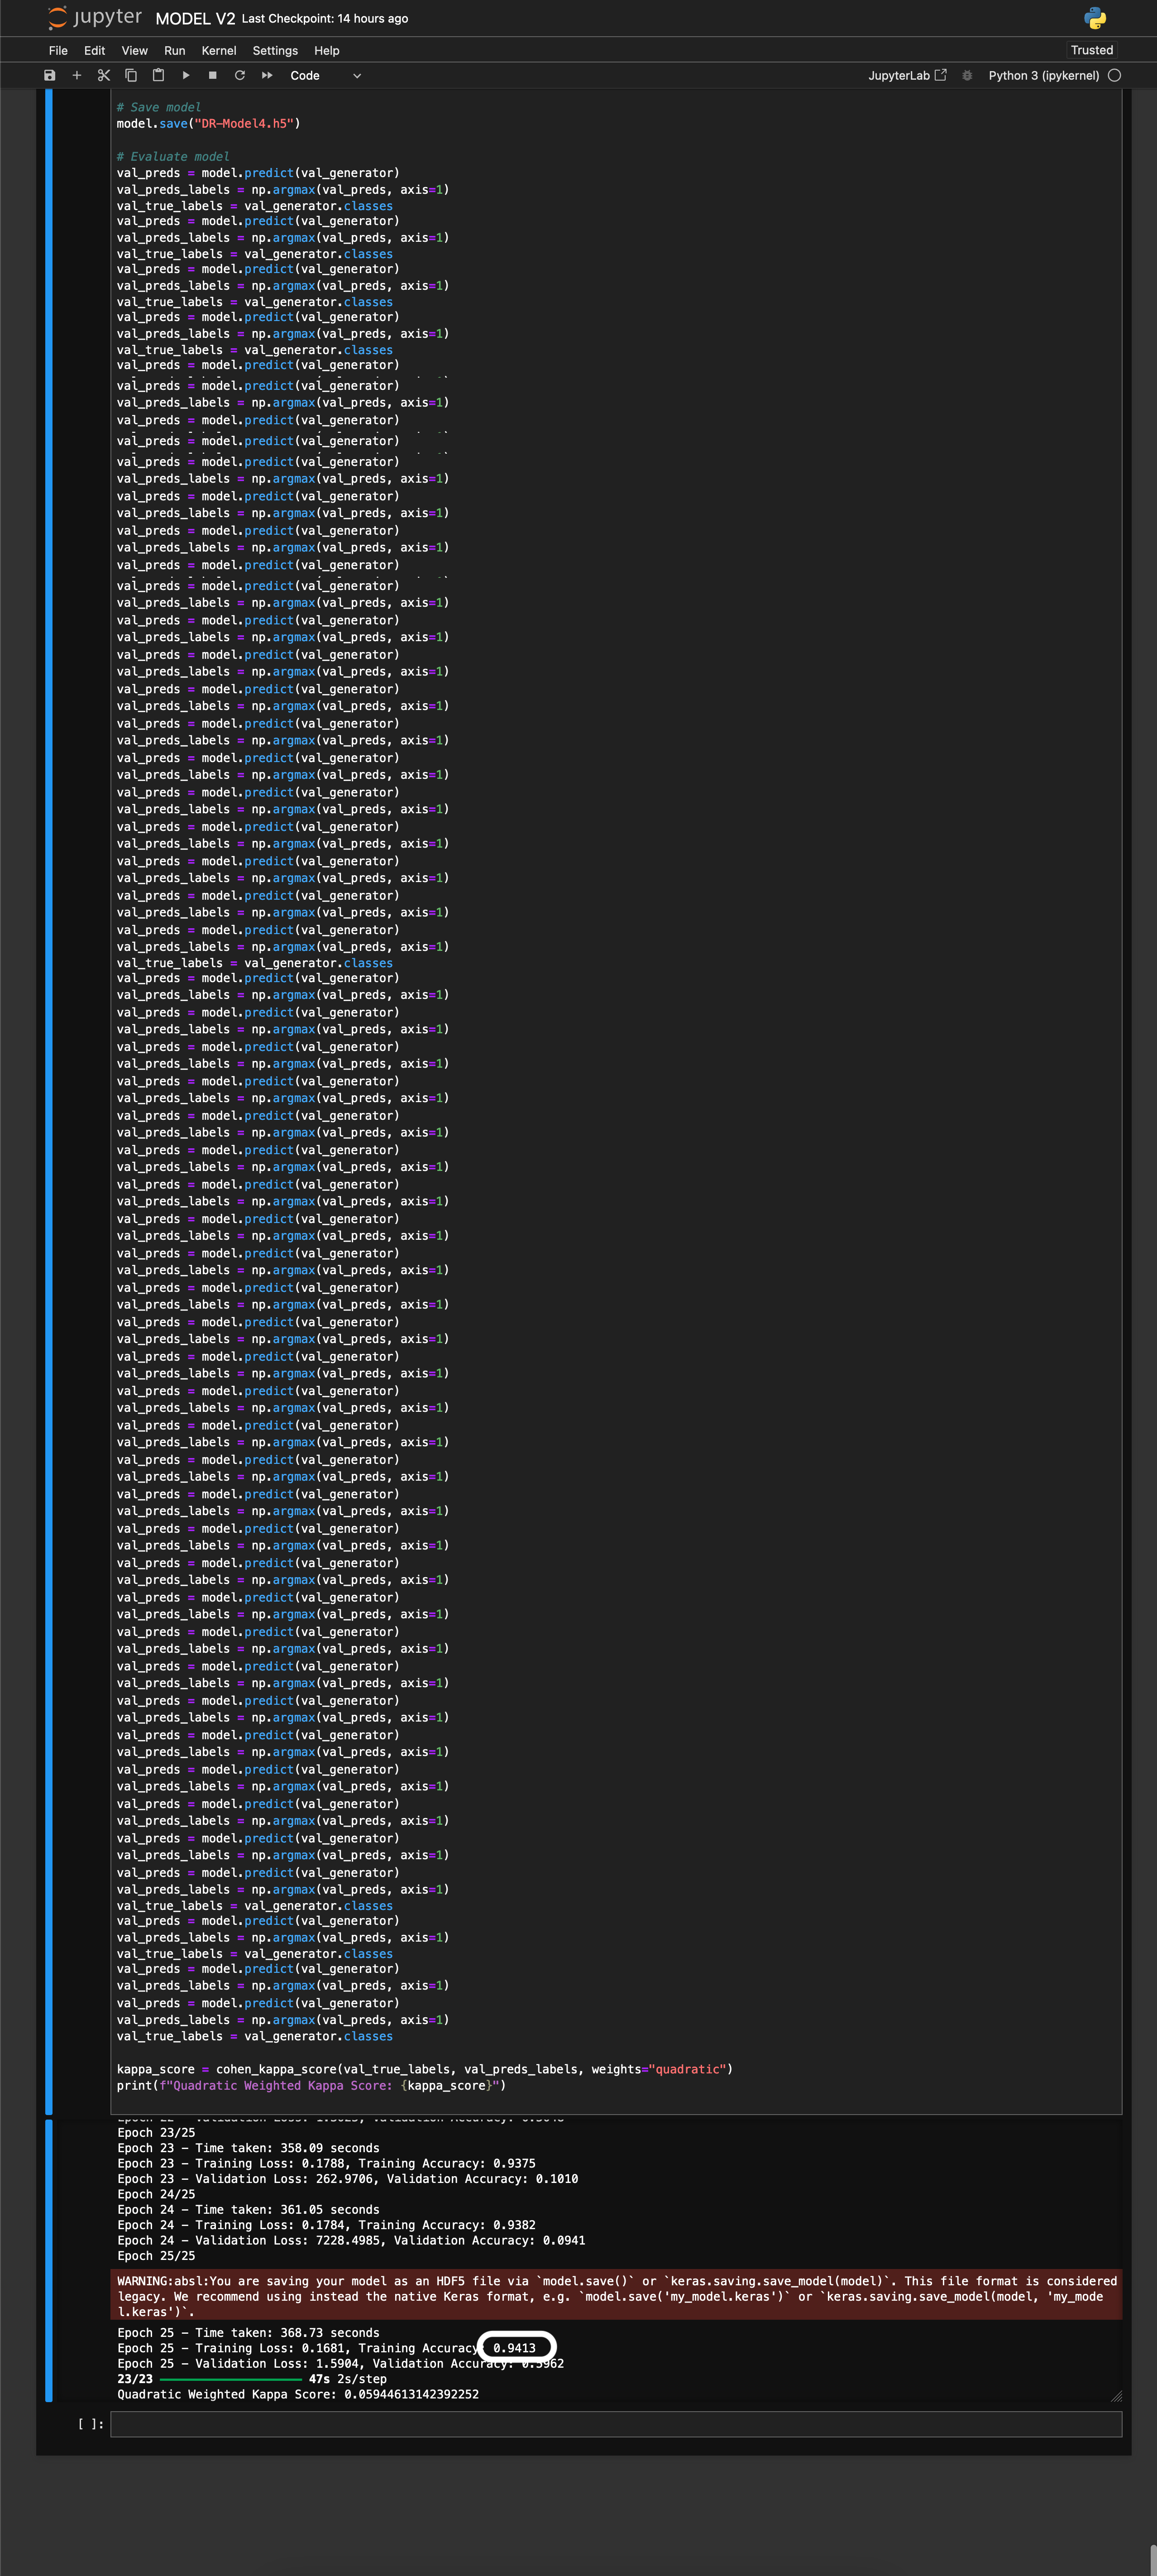 jupyter MODEL V2 Last Checkpoint: 14 hours ago
File Edit View Run Kernel Settings Help Trusted
Code JupyterLab Python 3 (ipykernel)
# Save model
model.save("DR-Model4.h5")
# Evaluate model
val_preds = model.predict(val_generator)
val_preds_labels = np.argmax(val_preds, axis=1)
val_true_labels = val_generator.classes
val_preds = model.predict(val_generator)
val_preds_labels = np.argmax(val_preds, axis=1)
val_true_labels = val_generator.classes
val_preds = model.predict(val_generator)
val_preds_labels = np.argmax(val_preds, axis=1)
val_true_labels = val_generator.classes
val_preds = model.predict(val_generator)
val_preds_labels = np.argmax(val_preds, axis=1)
val_true_labels = val_generator.classes
val_preds = model.predict(val_generator)
val_preds = model.predict(val_generator)
val_preds_labels = np.argmax(val_preds, axis=1)
val_preds = model.predict(val_generator)
val_preds = model.predict(val_generator)
val_preds = model.predict(val_generator)
val_preds_labels = np.argmax(val_preds, axis=1)
val_preds = model.predict(val_generator)
val_preds_labels = np.argmax(val_preds, axis=1)
val_preds = model.predict(val_generator)
val_preds_labels = np.argmax(val_preds, axis=1)
val_preds = model.predict(val_generator)
val_preds = model.predict(val_generator)
val_preds_labels = np.argmax(val_preds, axis=1)
val_preds = model.predict(val_generator)
val_preds_labels = np.argmax(val_preds, axis=1)
val_preds = model.predict(val_generator)
val_preds_labels = np.argmax(val_preds, axis=1)
val_preds = model.predict(val_generator)
val_preds_labels = np.argmax(val_preds, axis=1)
val_preds = model.predict(val_generator)
val_preds_labels = np.argmax(val_preds, axis=1)
val_preds = model.predict(val_generator)
val_preds_labels = np.argmax(val_preds, axis=1)
val_preds = model.predict(val_generator)
val_preds_labels = np.argmax(val_preds, axis=1)
val_preds = model.predict(val_generator)
val_preds_labels = np.argmax(val_preds, axis=1)
val_preds = model.predict(val_generator)
val_preds_labels = np.argmax(val_preds, axis=1)
val_preds = model.predict(val_generator)
val_preds_labels = np.argmax(val_preds, axis=1)
val_preds = model.predict(val_generator)
val_preds_labels = np.argmax(val_preds, axis=1)
val_true_labels = val_generator.classes
val_preds = model.predict(val_generator)
val_preds_labels = np.argmax(val_preds, axis=1)
val_preds = model.predict(val_generator)
val_preds_labels = np.argmax(val_preds, axis=1)
val_preds = model.predict(val_generator)
val_preds_labels = np.argmax(val_preds, axis=1)
val_preds = model.predict(val_generator)
val_preds_labels = np.argmax(val_preds, axis=1)
val_preds = model.predict(val_generator)
val_preds_labels = np.argmax(val_preds, axis=1)
val_preds = model.predict(val_generator)
val_preds_labels = np.argmax(val_preds, axis=1)
val_preds = model.predict(val_generator)
val_preds_labels = np.argmax(val_preds, axis=1)
val_preds = model.predict(val_generator)
val_preds_labels = np.argmax(val_preds, axis=1)
val_preds = model.predict(val_generator)
val_preds_labels = np.argmax(val_preds, axis=1)
val_preds = model.predict(val_generator)
val_preds_labels = np.argmax(val_preds, axis=1)
val_preds = model.predict(val_generator)
val_preds_labels = np.argmax(val_preds, axis=1)
val_preds = model.predict(val_generator)
val_preds_labels = np.argmax(val_preds, axis=1)
val_preds = model.predict(val_generator)
val_preds_labels = np.argmax(val_preds, axis=1)
val_preds = model.predict(val_generator)
val_preds_labels = np.argmax(val_preds, axis=1)
val_preds = model.predict(val_generator)
val_preds_labels = np.argmax(val_preds, axis=1)
val_preds = model.predict(val_generator)
val_preds_labels = np.argmax(val_preds, axis=1)
val_preds = model.predict(val_generator)
val_preds_labels = np.argmax(val_preds, axis=1)
val_preds = model.predict(val_generator)
val_preds_labels = np.argmax(val_preds, axis=1)
val_preds = model.predict(val_generator)
val_preds_labels = np.argmax(val_preds, axis=1)
val_preds = model.predict(val_generator)
val_preds_labels = np.argmax(val_preds, axis=1)
val_preds = model.predict(val_generator)
val_preds_labels = np.argmax(val_preds, axis=1)
val_preds = model.predict(val_generator)
val_preds_labels = np.argmax(val_preds, axis=1)
val_preds = model.predict(val_generator)
val_preds_labels = np.argmax(val_preds, axis=1)
val_preds = model.predict(val_generator)
val_preds_labels = np.argmax(val_preds, axis=1)
val_preds = model.predict(val_generator)
val_preds_labels = np.argmax(val_preds, axis=1)
val_preds = model.predict(val_generator)
val_preds_labels = np.argmax(val_preds, axis=1)
val_preds = model.predict(val_generator)
val_preds_labels = np.argmax(val_preds, axis=1)
val_true_labels = val_generator.classes
val_preds = model.predict(val_generator)
val_preds_labels = np.argmax(val_preds, axis=1)
val_true_labels = val_generator.classes
val_preds = model.predict(val_generator)
val_preds_labels = np.argmax(val_preds, axis=1)
val_preds = model.predict(val_generator)
val_preds_labels = np.argmax(val_preds, axis=1)
val_true_labels = val_generator.classes
kappa_score = cohen_kappa_score(val_true_labels, val_preds_labels, weights="quadratic")
print(f"Quadratic Weighted Kappa Score: {kappa_score}")
Epoch 23/25
Epoch 23 - Time taken: 358.09 seconds
Epoch 23 - Training Loss: 0.1788, Training Accuracy: 0.9375
Epoch 23 - Validation Loss: 262.9706, Validation Accuracy: 0.1010
Epoch 24/25
Epoch 24 - Time taken: 361.05 seconds
Epoch 24 - Training Loss: 0.1784, Training Accuracy: 0.9382
Epoch 24 - Validation Loss: 7228.4985, Validation Accuracy: 0.0941
Epoch 25/25
WARNING:absl:You are saving your model as an HDF5 file via `model.save()` or `keras.saving.save_model(model)`. This file format is considered
legacy. We recommend using instead the native Keras format, e.g. `model.save('my_model.keras')` or `keras.saving.save_model(model, 'my_mode
l.keras')`.
Epoch 25 - Time taken: 368.73 seconds
Epoch 25 - Training Loss: 0.1681, Training Accuracy: 0.9413
Epoch 25 - Validation Loss: 1.5904, Validation Accuracy: 0.5962
23/23 47s 2s/step
Quadratic Weighted Kappa Score: 0.05944613142392252
[ ]: